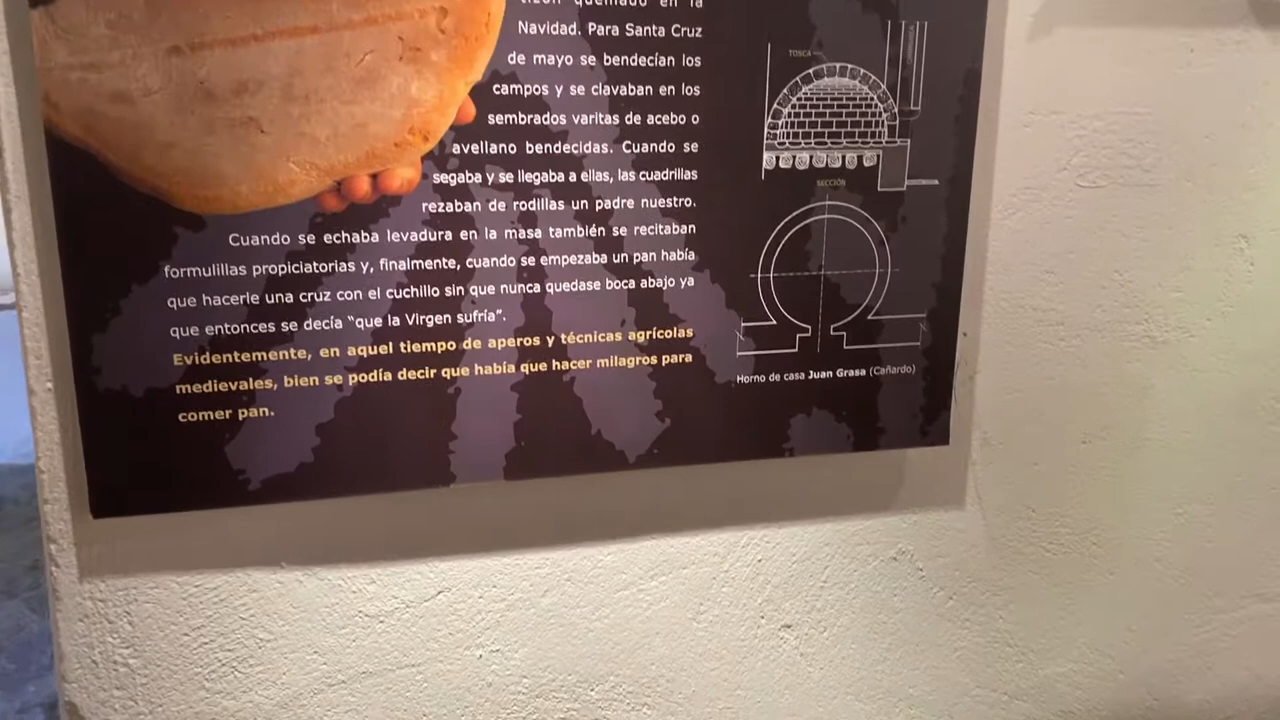 quemado en la
Navidad. Para Santa Cruz
de mayo se bendecían los
campos y se clavaban en los
sembrados varitas de acebo o
avellano bendecidas. Cuando se
segaba y se llegaba a ellas, las cuadrillas
rezaban de rodillas un padre nuestro.
Cuando se echaba levadura en la masa también se recitaban
formulillas propiciatorias y, finalmente, cuando se empezaba un pan había
que hacerle una cruz con el cuchillo sin que nunca quedase boca abajo ya
que entonces se decía "que la Virgen sufría".
Evidentemente, en aquel tiempo de aperos y técnicas agrícolas
medievales, bien se podía decir que había que hacer milagros para
comer pan.
TOSCA
CHIMENEA
SECCIÓN
Horno de casa Juan Grasa (Cañardo)